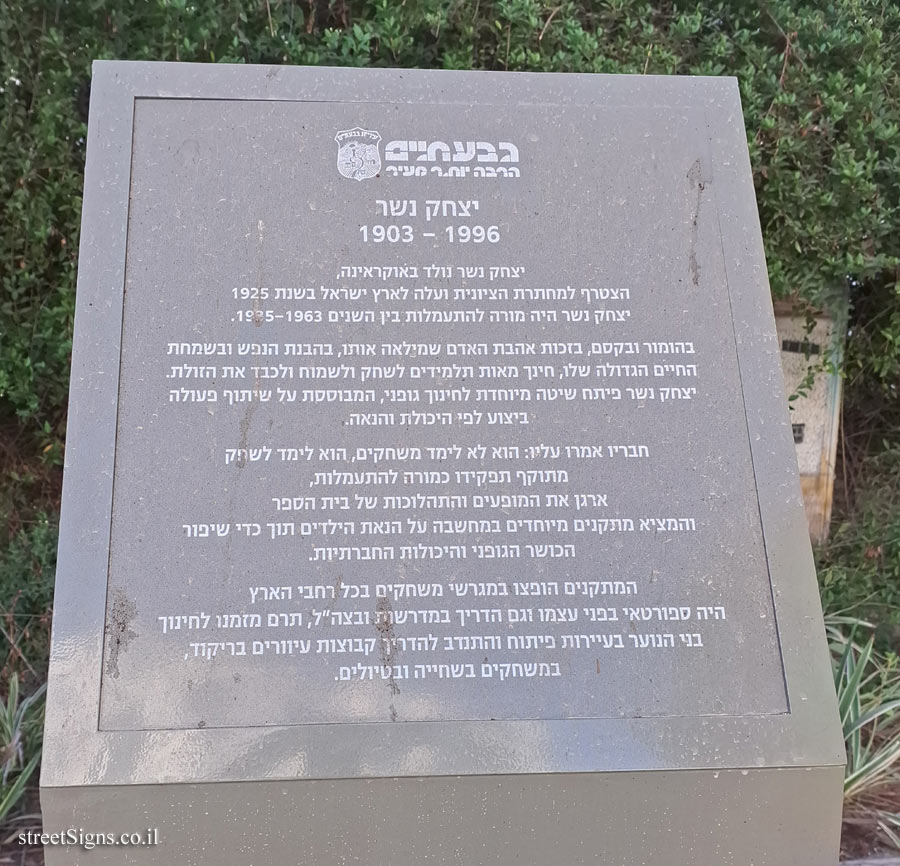 גבעתיים
הרבה יותר מעיר
יצחק נשר
1903 – 1996
יצחק נשר נולד באוקראינה,
הצטרף למחתרת הציונית ועלה לארץ ישראל בשנת 1925
יצחק נשר היה מורה להתעמלות בין השנים 1963–1935.
בהומור ובקסם, בזכות אהבת האדם שמילאה אותו, בהבנת הנפש ובשמחת
החיים הגדולה שלו, חינך מאות תלמידים לשחק ולשמוח ולכבד את הזולת.
יצחק נשר פיתח שיטה מיוחדת לחינוך גופני, המבוססת על שיתוף פעולה
ביצוע לפי היכולת והנאה.
חבריו אמרו עליו: הוא לא לימד משחקים, הוא לימד לשחק
מתוקף תפקידו כמורה להתעמלות,
ארגן את המופעים והתהלוכות של בית הספר
והמציא מתקנים מיוחדים במחשבה על הנאת הילדים תוך כדי שיפור
הכושר הגופני והיכולות החברתיות.
המתקנים הופצו במגרשי משחקים בכל רחבי הארץ
היה ספורטאי בפני עצמו וגם הדריך במדרשות ובצה"ל, תרם מזמנו לחינוך
בני הנוער בעיירות פיתוח והתנדב להדריך קבוצות עיוורים בריקוד,
במשחקים בשחייה ובטיולים.
streetSigns.co.il